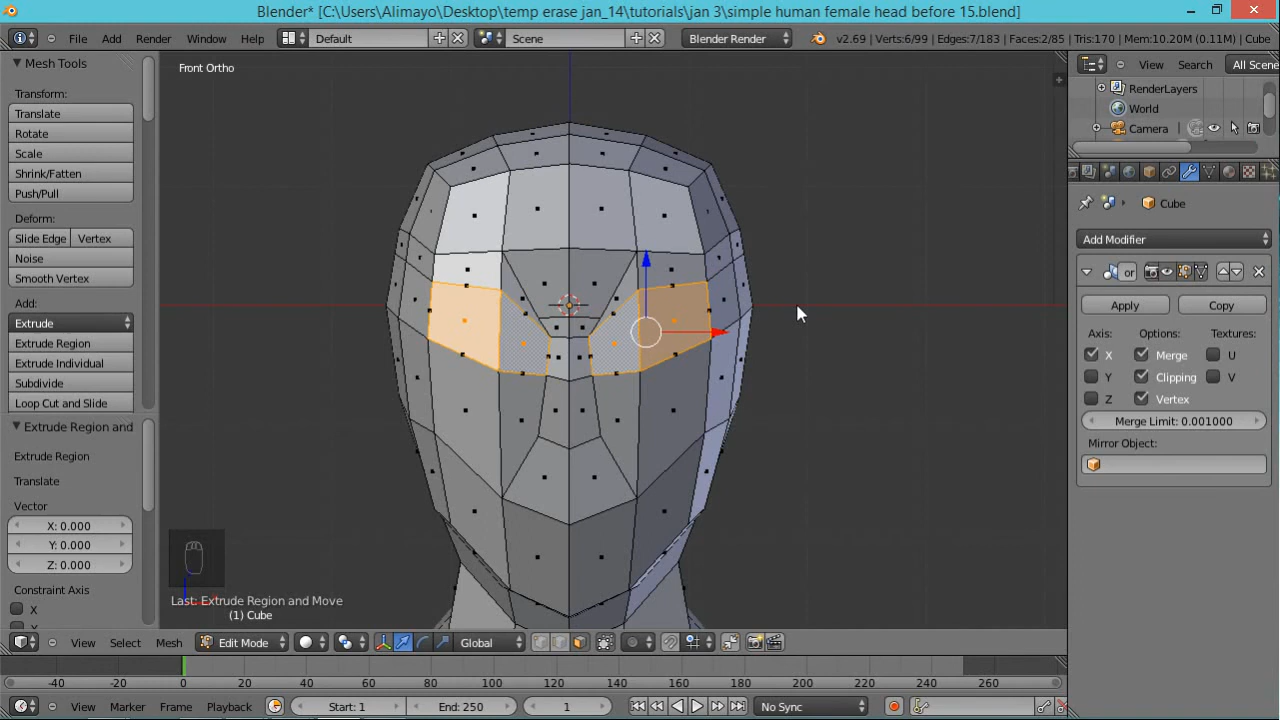 Blender* [C:\Users\Alimayo\Desktop\temp erase jan_14\tutorials\jan 3\simple human female head before 15.blend]
File Add Render Window Help Default Scene Blender Render v2.69 | Verts:6/99 | Edges:7/183 | Faces:2/85 | Tris:170 | Mem:10.20M (0.11M) | Cube
Mesh Tools
Transform:
Translate
Rotate
Scale
Shrink/Fatten
Push/Pull
Deform:
Slide Edge Vertex
Noise
Smooth Vertex
Add:
Extrude
Extrude Region
Extrude Individual
Subdivide
Loop Cut and Slide
Extrude Region and
Extrude Region
Translate
Vector
X: 0.000
Y: 0.000
Z: 0.000
Constraint Axis
X
Front Ortho
Last: Extrude Region and Move
(1) Cube
View Select Mesh Edit Mode Global
View Search All Scene
RenderLayers
World
Camera
Cube
Add Modifier
or
Apply Copy
Axis: Options: Textures:
X Merge U
Y Clipping V
Z Vertex
Merge Limit: 0.001000
Mirror Object:
-40 -20 0 20 40 60 80 100 120 140 160 180 200 220 240 260
View Marker Frame Playback Start: 1 End: 250 1 No Sync